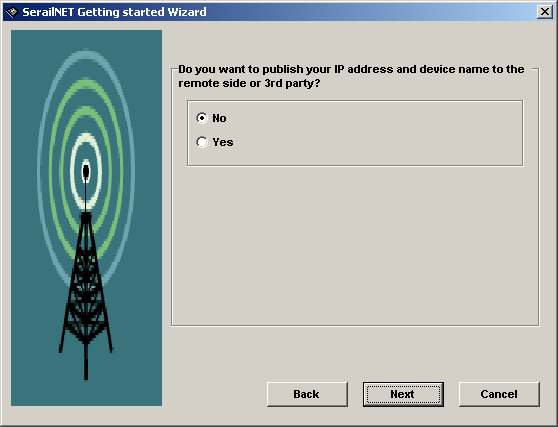 SerailNET Getting started Wizard
Do you want to publish your IP address and device name to the
remote side or 3rd party?
No
Yes
Back
Next
Cancel